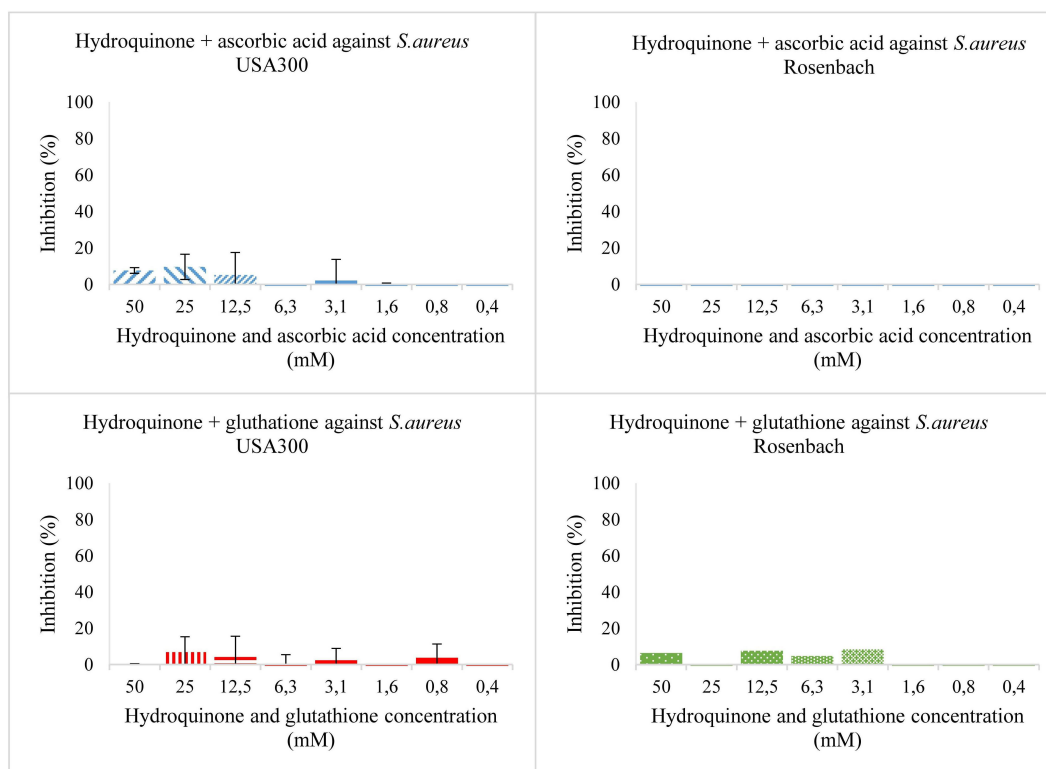 Hydroquinone + ascorbic acid against S.aureus
USA300
Inhibition (%)
100
80
60
40
20
0
50 25 12,5 6,3 3,1 1,6 0,8 0,4
Hydroquinone and ascorbic acid concentration
(mM)
Hydroquinone + ascorbic acid against S.aureus
Rosenbach
Inhibition (%)
100
80
60
40
20
0
50 25 12,5 6,3 3,1 1,6 0,8 0,4
Hydroquinone and ascorbic acid concentration
(mM)
Hydroquinone + gluthatione against S.aureus
USA300
Inhibition (%)
100
80
60
40
20
0
50 25 12,5 6,3 3,1 1,6 0,8 0,4
Hydroquinone and glutathione concentration
(mM)
Hydroquinone + glutathione against S.aureus
Rosenbach
Inhibition (%)
100
80
60
40
20
0
50 25 12,5 6,3 3,1 1,6 0,8 0,4
Hydroquinone and glutathione concentration
(mM)